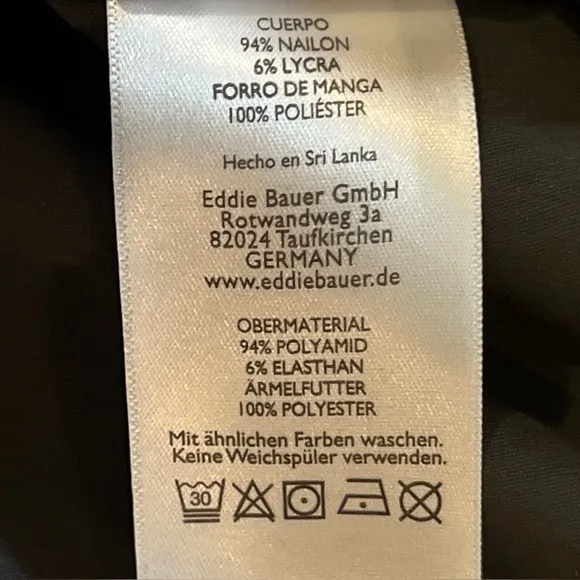 CUERPO
94% NAILON
6% LYCRA
FORRO DE MANGA
100% POLIÉSTER
Hecho en Sri Lanka
Eddie Bauer GmbH
Rotwandweg 3a
82024 Taufkirchen
GERMANY
www.eddiebauer.de
OBERMATERIAL
94% POLYAMID
6% ELASTHAN
ÄRMELFUTTER
100% POLYESTER
Mit ähnlichen Farben waschen.
Keine Weichspüler verwenden.
30